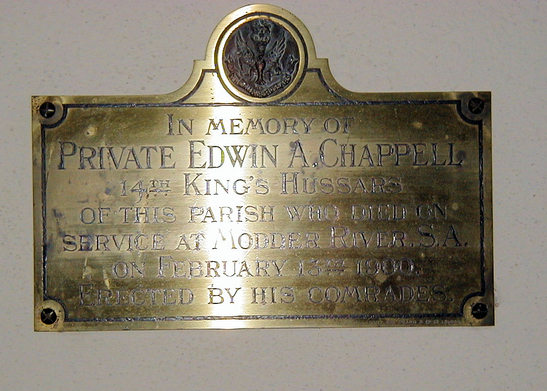 IN MEMORY OF
PRIVATE EDWIN A. CHAPPELL
14TH KING'S HUSSARS
OF THIS PARISH WHO DIED ON
SERVICE AT MODDER RIVER, S.A.
ON FEBRUARY 13TH 1900.
ERECTED BY HIS COMRADES.